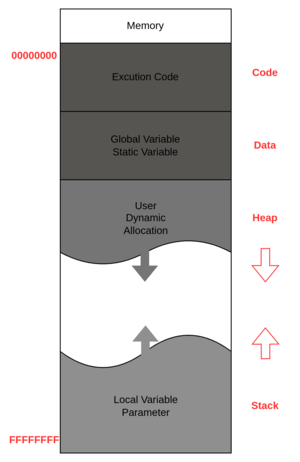 Memory
00000000
Excution Code
Code
Global Variable
Static Variable
Data
User
Dynamic
Allocation
Heap
Local Variable
Parameter
Stack
FFFFFFFF